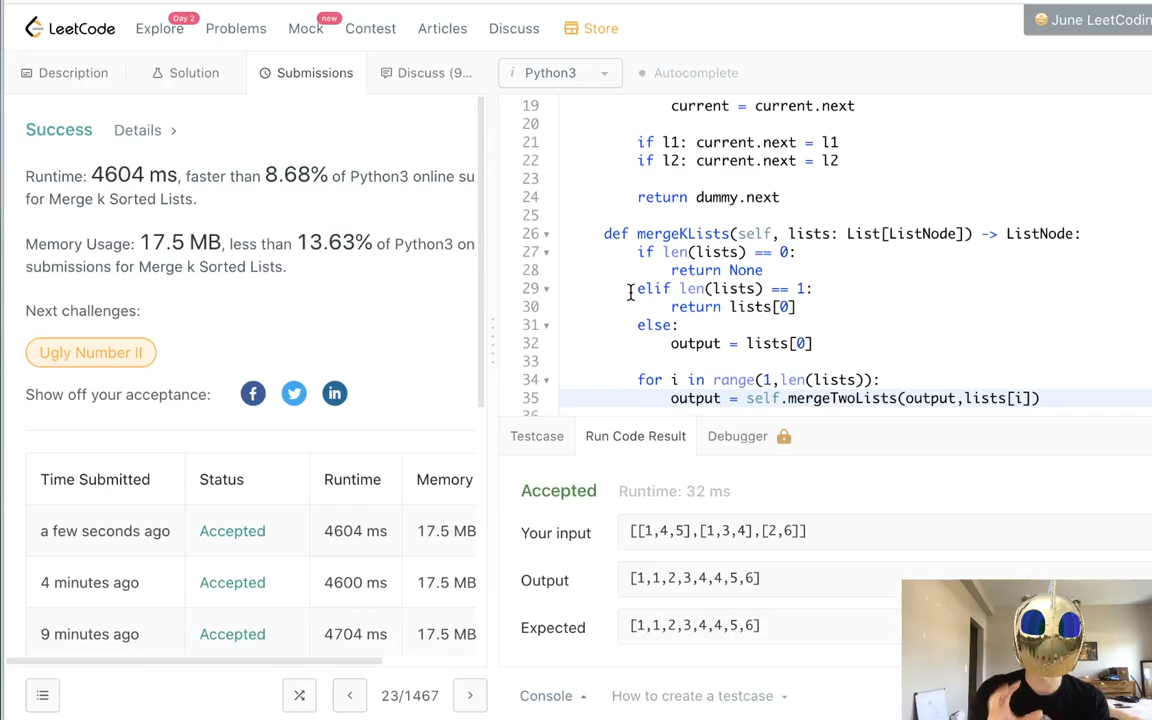 LeetCode
Explore
Day 2
Problems
Mock
new
Contest
Articles
Discuss
Store
June LeetCodin
Description
Solution
Submissions
Discuss (9...
i Python3
Autocomplete
Success
Details >
Runtime: 4604 ms, faster than 8.68% of Python3 online su
for Merge k Sorted Lists.
Memory Usage: 17.5 MB, less than 13.63% of Python3 on
submissions for Merge k Sorted Lists.
Next challenges:
Ugly Number II
Show off your acceptance:
Time Submitted Status Runtime Memory
a few seconds ago Accepted 4604 ms 17.5 MB
4 minutes ago Accepted 4600 ms 17.5 MB
9 minutes ago Accepted 4704 ms 17.5 MB
23/1467
19 current = current.next
20
21 if l1: current.next = l1
22 if l2: current.next = l2
23
24 return dummy.next
25
26 def mergeKLists(self, lists: List[ListNode]) -> ListNode:
27 if len(lists) == 0:
28 return None
29 elif len(lists) == 1:
30 return lists[0]
31 else:
32 output = lists[0]
33
34 for i in range(1,len(lists)):
35 output = self.mergeTwoLists(output,lists[i])
Testcase
Run Code Result
Debugger
Accepted
Runtime: 32 ms
Your input
[[1,4,5],[1,3,4],[2,6]]
Output
[1,1,2,3,4,4,5,6]
Expected
[1,1,2,3,4,4,5,6]
Console
How to create a testcase